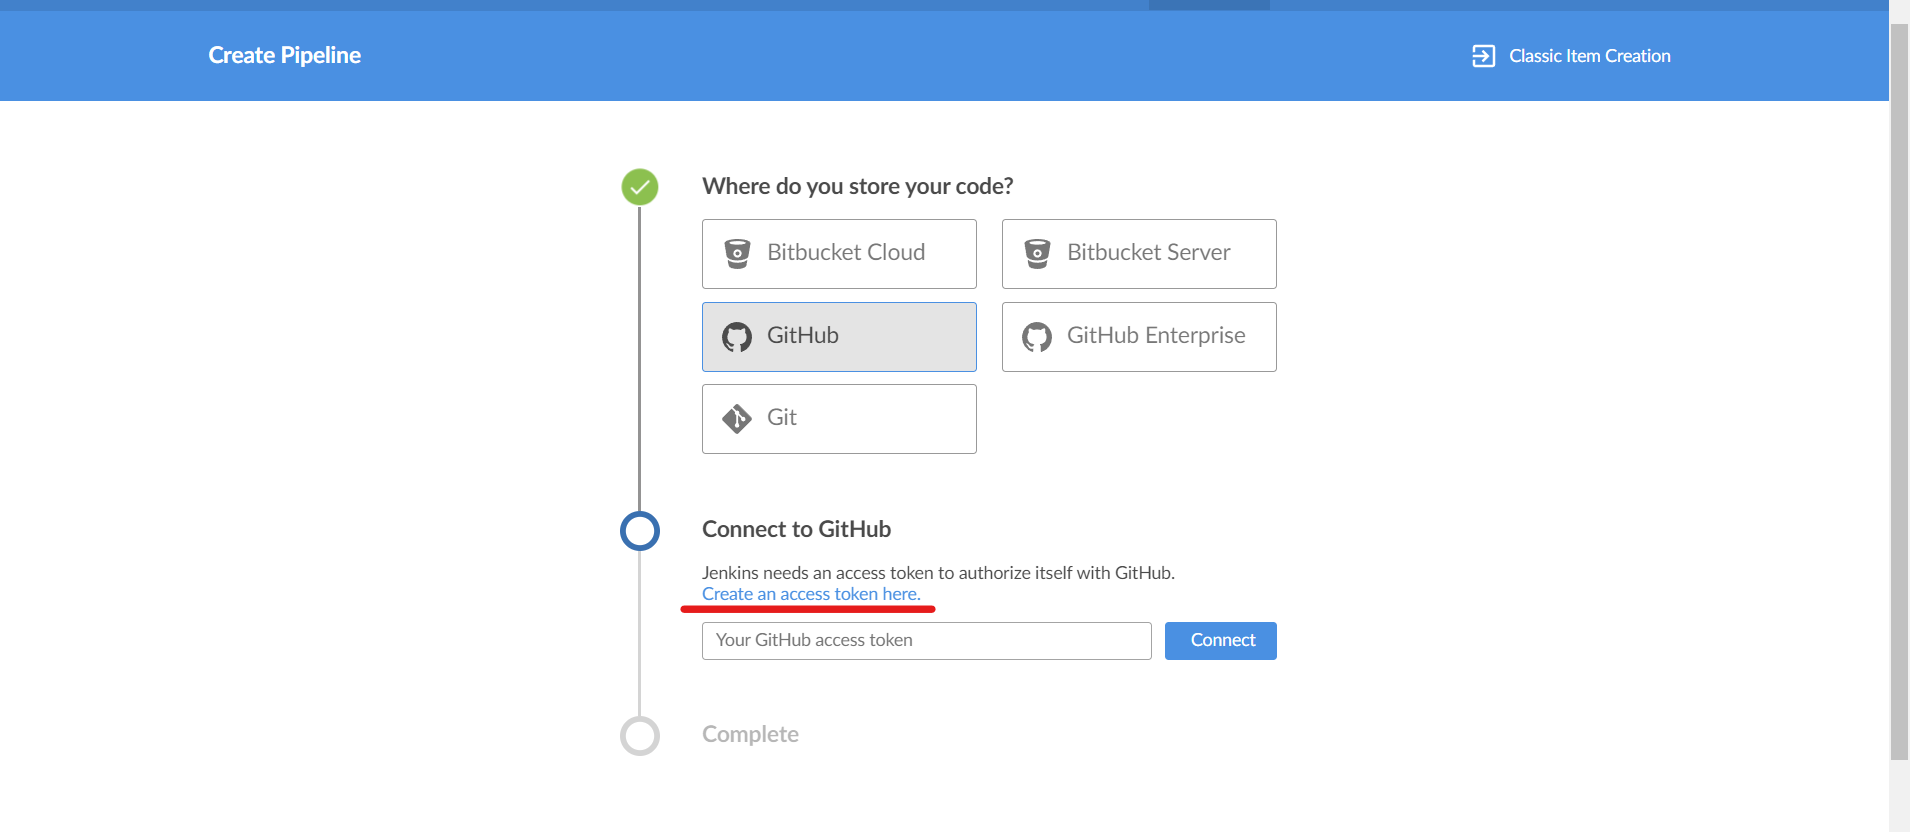 Create Pipeline
Classic Item Creation
Where do you store your code?
Bitbucket Cloud
Bitbucket Server
GitHub
GitHub Enterprise
Git
Connect to GitHub
Jenkins needs an access token to authorize itself with GitHub.
Create an access token here.
Your GitHub access token
Connect
Complete